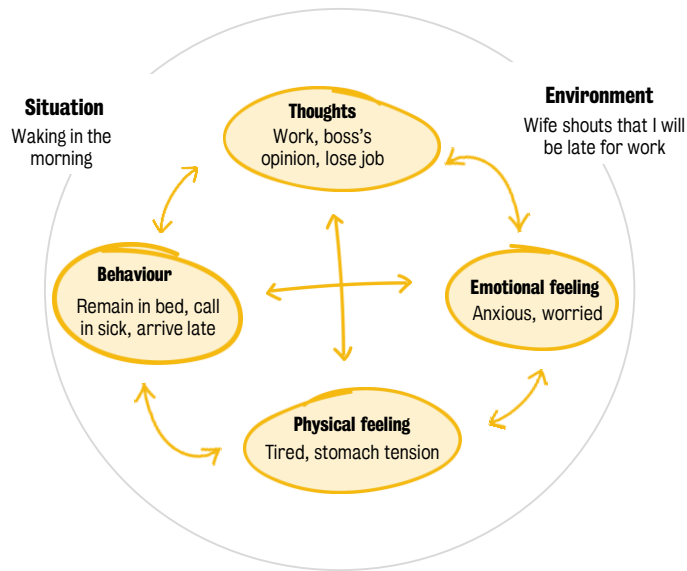 Situation
Waking in the
morning
Thoughts
Work, boss's
opinion, lose job
Environment
Wife shouts that I will
be late for work
Behaviour
Remain in bed, call
in sick, arrive late
Emotional feeling
Anxious, worried
Physical feeling
Tired, stomach tension